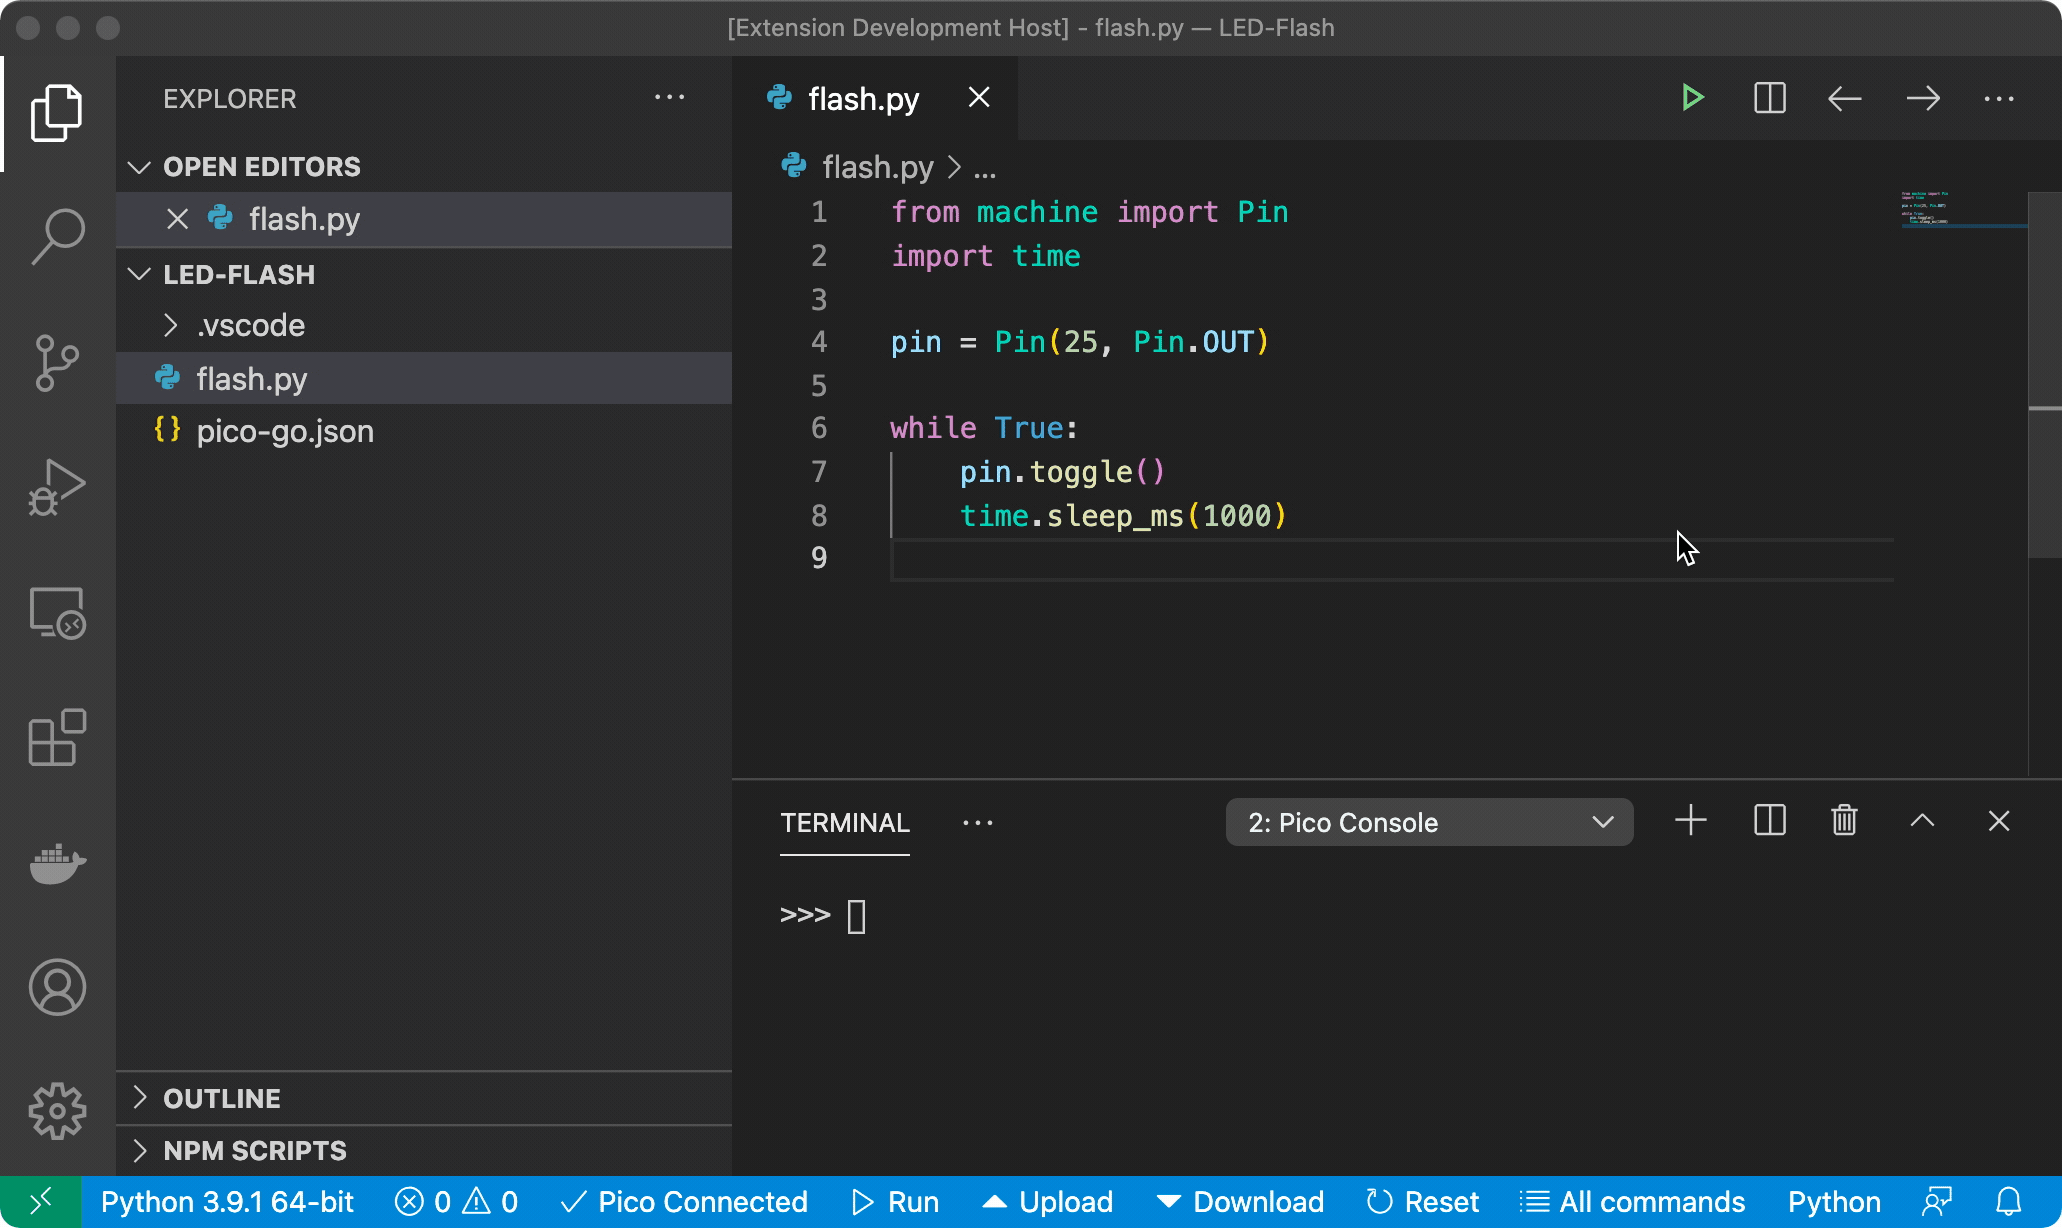 [Extension Development Host] - flash.py — LED-Flash
EXPLORER
OPEN EDITORS
flash.py
LED-FLASH
.vscode
flash.py
{} pico-go.json
OUTLINE
NPM SCRIPTS
flash.py
flash.py > ...
1 from machine import Pin
2 import time
3
4 pin = Pin(25, Pin.OUT)
5
6 while True:
7     pin.toggle()
8     time.sleep_ms(1000)
9
TERMINAL
2: Pico Console
>>>
Python 3.9.1 64-bit 0 0 Pico Connected Run Upload Download Reset All commands Python